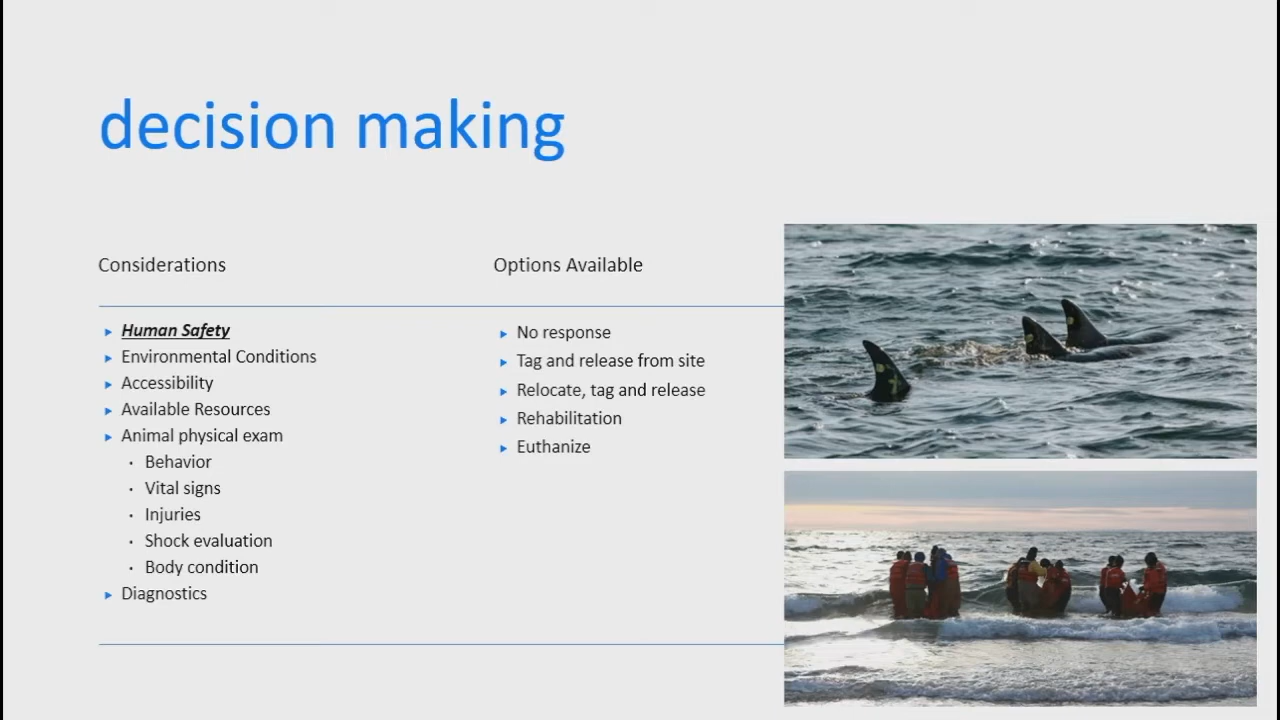 decision making
Considerations
Human Safety
Environmental Conditions
Accessibility
Available Resources
Animal physical exam
Behavior
Vital signs
Injuries
Shock evaluation
Body condition
Diagnostics
Options Available
No response
Tag and release from site
Relocate, tag and release
Rehabilitation
Euthanize